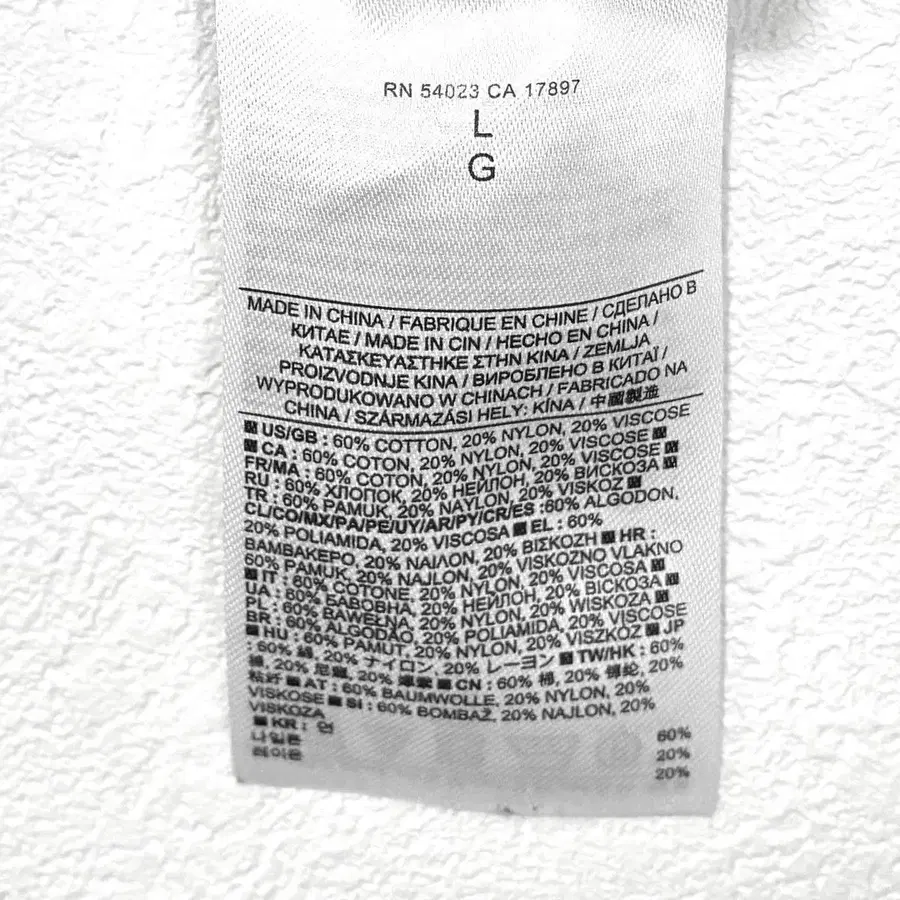 RN 54023 CA 17897
L
G
MADE IN CHINA / FABRIQUE EN CHINE / СДЕЛАНО В
КИТАЕ / MADE IN CIN / HECHO EN CHINA /
ΚΑΤΑΣΚΕΥΑΣΤΗΚΕ ΣΤΗΝ ΚΙΝΑ / ZEMLJA
PROIZVODNJE KINA / ВИРОБЛЕНО В КИТАЇ /
WYPRODUKOWANO W CHINACH / FABRICADO NA
CHINA / SZÁRMAZÁSI HELY: KÍNA / 中國製造
US/GB : 60% COTTON, 20% NYLON, 20% VISCOSE
CA : 60% COTON, 20% NYLON, 20% VISCOSE
FR/MA : 60% COTON, 20% NYLON, 20% VISCOSE
RU : 60% ХЛОПОК, 20% НЕЙЛОН, 20% ВИСКОЗА
TR : 60% PAMUK, 20% NAYLON, 20% VISKOZ
CL/CO/MX/PA/PE/UY/AR/PY/CR/ES :60% ALGODON,
20% POLIAMIDA, 20% VISCOSA EL : 60%
ΒΑΜΒΑΚΕΡΟ, 20% ΝΑΙΛΟΝ, 20% ΒΙΣΚΟΖΗ HR :
60% PAMUK, 20% NAJLON, 20% VISKOZNO VLAKNO
IT : 60% COTONE, 20% NYLON, 20% VISCOSA
UA : 60% БАВОВНА, 20% НЕЙЛОН, 20% ВІСКОЗА
PL : 60% BAWEŁNA, 20% NYLON, 20% WISKOZA
BR : 60% ALGODÃO, 20% POLIAMIDA, 20% VISCOSE
HU : 60% PAMUT, 20% NYLON, 20% VISZKÓZ JP
: 60% 綿, 20% ナイロン, 20% レーヨン TW/HK : 60%
棉, 20% 尼龍, 20% CN : 60% 棉, 20% 锦纶, 20%
粘纤 AT : 60% BAUMWOLLE, 20% NYLON, 20%
VISKOSE SI : 60% BOMBAŽ, 20% NAJLON, 20%
VISKOZA
KR : 면 60%
나일론 20%
레이온 20%